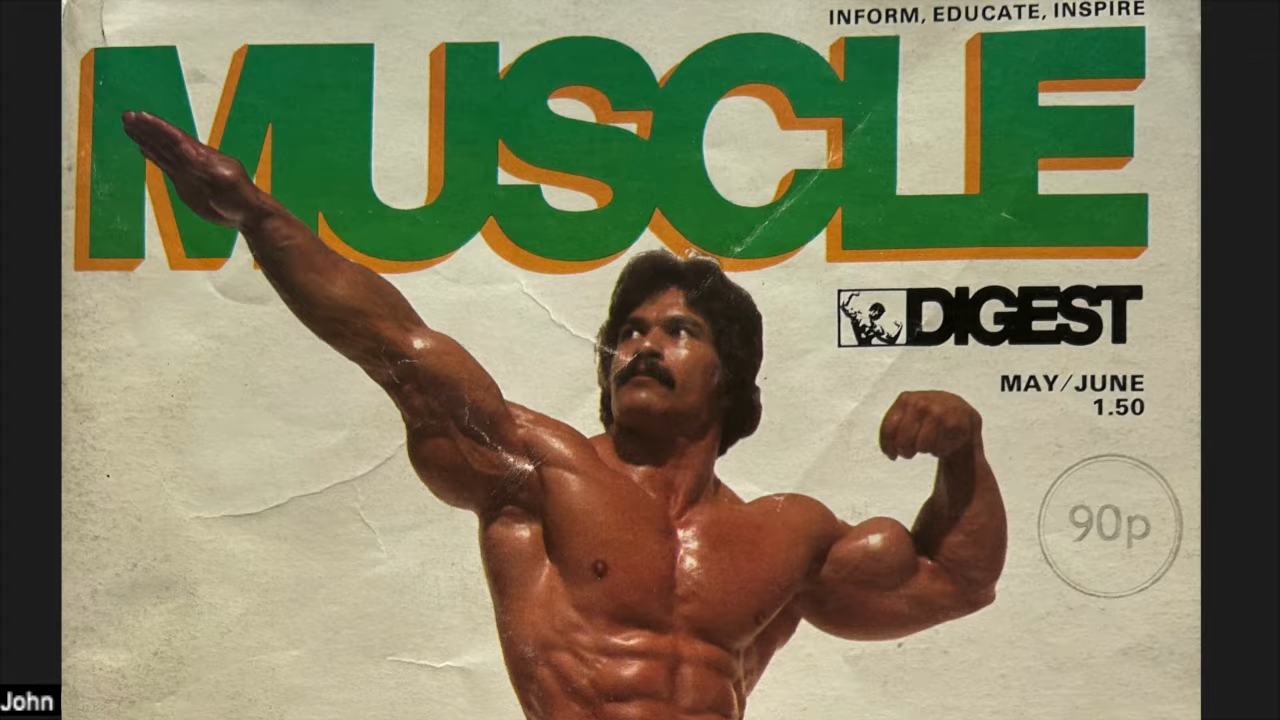 INFORM, EDUCATE, INSPIRE
MUSCLE
DIGEST
MAY/JUNE
1.50
90p
John